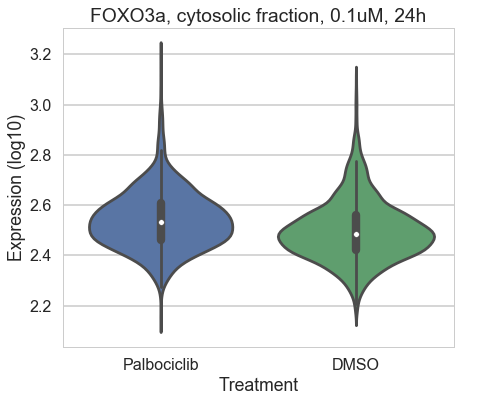 FOXO3a, cytosolic fraction, 0.1uM, 24h
Expression (log10)
3.2
3.0
2.8
2.6
2.4
2.2
Palbociclib DMSO
Treatment